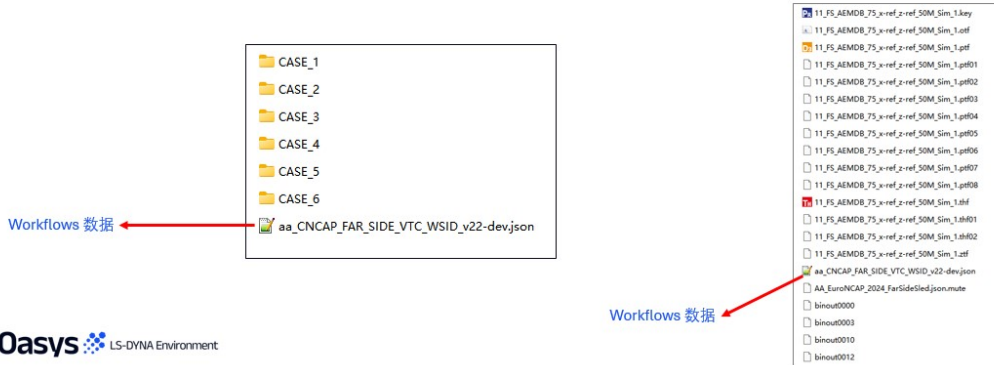 CASE_1
CASE_2
CASE_3
CASE_4
CASE_5
CASE_6
aa_CNCAP_FAR_SIDE_VTC_WSID_v22-dev.json
Workflows 数据
Oasys LS-DYNA Environment
11_FS_AEMDB_75_x-ref_z-ref_50M_Sim_1.key
11_FS_AEMDB_75_x-ref_z-ref_50M_Sim_1.otf
11_FS_AEMDB_75_x-ref_z-ref_50M_Sim_1.ptf
11_FS_AEMDB_75_x-ref_z-ref_50M_Sim_1.ptf01
11_FS_AEMDB_75_x-ref_z-ref_50M_Sim_1.ptf02
11_FS_AEMDB_75_x-ref_z-ref_50M_Sim_1.ptf03
11_FS_AEMDB_75_x-ref_z-ref_50M_Sim_1.ptf04
11_FS_AEMDB_75_x-ref_z-ref_50M_Sim_1.ptf05
11_FS_AEMDB_75_x-ref_z-ref_50M_Sim_1.ptf06
11_FS_AEMDB_75_x-ref_z-ref_50M_Sim_1.ptf07
11_FS_AEMDB_75_x-ref_z-ref_50M_Sim_1.ptf08
11_FS_AEMDB_75_x-ref_z-ref_50M_Sim_1.thf
11_FS_AEMDB_75_x-ref_z-ref_50M_Sim_1.thf01
11_FS_AEMDB_75_x-ref_z-ref_50M_Sim_1.thf02
11_FS_AEMDB_75_x-ref_z-ref_50M_Sim_1.ztf
aa_CNCAP_FAR_SIDE_VTC_WSID_v22-dev.json
AA_EuroNCAP_2024_FarSideSled.json.mute
binout0000
binout0003
binout0010
binout0012
Workflows 数据